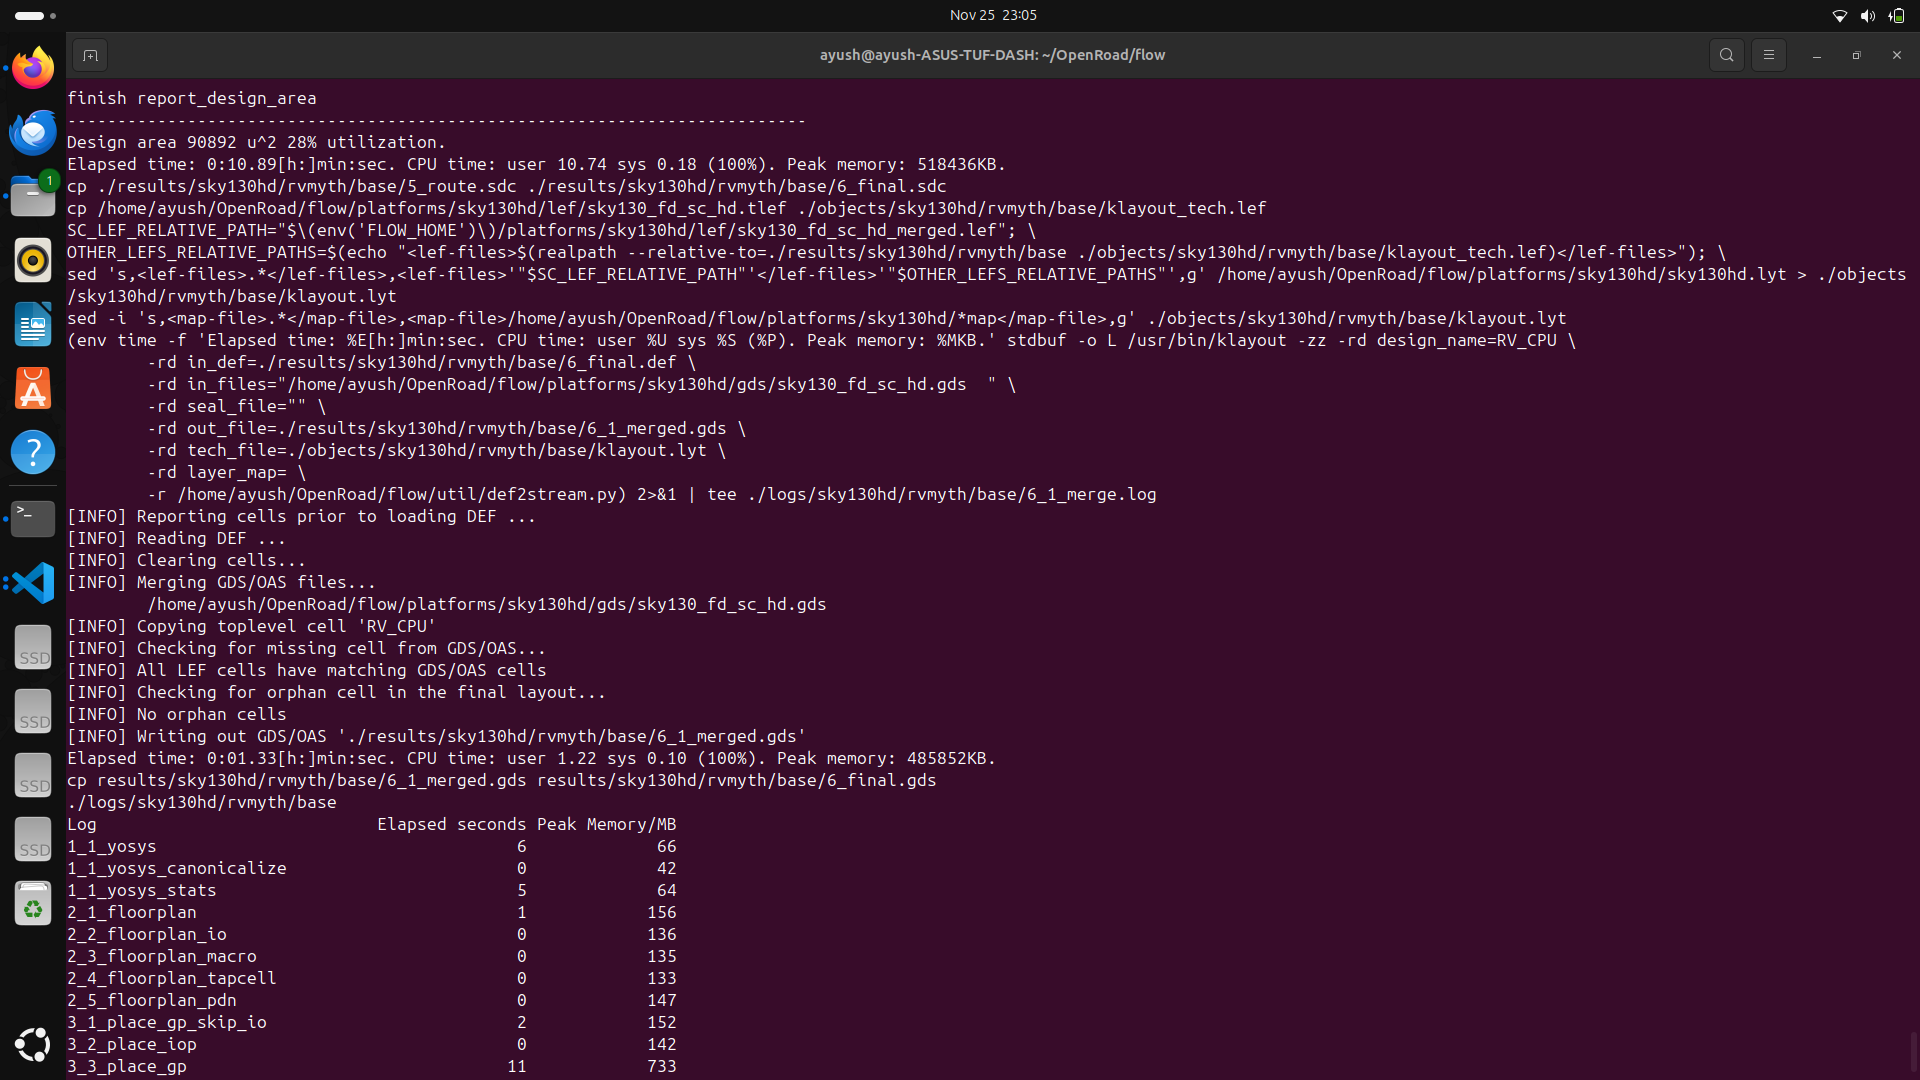 Nov 25 23:05
ayush@ayush-ASUS-TUF-DASH: ~/OpenRoad/flow
finish report_design_area
--------------------------------------------------------------------------
Design area 90892 u^2 28% utilization.
Elapsed time: 0:10.89[h:]min:sec. CPU time: user 10.74 sys 0.18 (100%). Peak memory: 518436KB.
cp ./results/sky130hd/rvmyth/base/5_route.sdc ./results/sky130hd/rvmyth/base/6_final.sdc
cp /home/ayush/OpenRoad/flow/platforms/sky130hd/lef/sky130_fd_sc_hd.tlef ./objects/sky130hd/rvmyth/base/klayout_tech.lef
SC_LEF_RELATIVE_PATH="$\(env('FLOW_HOME')\)/platforms/sky130hd/lef/sky130_fd_sc_hd_merged.lef"; \
OTHER_LEFS_RELATIVE_PATHS=$(echo "<lef-files>$(realpath --relative-to=./results/sky130hd/rvmyth/base ./objects/sky130hd/rvmyth/base/klayout_tech.lef)</lef-files>"); \
sed 's,<lef-files>.*</lef-files>,<lef-files>'"$SC_LEF_RELATIVE_PATH"'</lef-files>'"$OTHER_LEFS_RELATIVE_PATHS"',g' /home/ayush/OpenRoad/flow/platforms/sky130hd/sky130hd.lyt > ./objects
/sky130hd/rvmyth/base/klayout.lyt
sed -i 's,<map-file>.*</map-file>,<map-file>/home/ayush/OpenRoad/flow/platforms/sky130hd/*map</map-file>,g' ./objects/sky130hd/rvmyth/base/klayout.lyt
(env time -f 'Elapsed time: %E[h:]min:sec. CPU time: user %U sys %S (%P). Peak memory: %MKB.' stdbuf -o L /usr/bin/klayout -zz -rd design_name=RV_CPU \
        -rd in_def=./results/sky130hd/rvmyth/base/6_final.def \
        -rd in_files="/home/ayush/OpenRoad/flow/platforms/sky130hd/gds/sky130_fd_sc_hd.gds  " \
        -rd seal_file="" \
        -rd out_file=./results/sky130hd/rvmyth/base/6_1_merged.gds \
        -rd tech_file=./objects/sky130hd/rvmyth/base/klayout.lyt \
        -rd layer_map= \
        -r /home/ayush/OpenRoad/flow/util/def2stream.py) 2>&1 | tee ./logs/sky130hd/rvmyth/base/6_1_merge.log
[INFO] Reporting cells prior to loading DEF ...
[INFO] Reading DEF ...
[INFO] Clearing cells...
[INFO] Merging GDS/OAS files...
        /home/ayush/OpenRoad/flow/platforms/sky130hd/gds/sky130_fd_sc_hd.gds
[INFO] Copying toplevel cell 'RV_CPU'
[INFO] Checking for missing cell from GDS/OAS...
[INFO] All LEF cells have matching GDS/OAS cells
[INFO] Checking for orphan cell in the final layout...
[INFO] No orphan cells
[INFO] Writing out GDS/OAS './results/sky130hd/rvmyth/base/6_1_merged.gds'
Elapsed time: 0:01.33[h:]min:sec. CPU time: user 1.22 sys 0.10 (100%). Peak memory: 485852KB.
cp results/sky130hd/rvmyth/base/6_1_merged.gds results/sky130hd/rvmyth/base/6_final.gds
./logs/sky130hd/rvmyth/base
Log                            Elapsed seconds Peak Memory/MB
1_1_yosys                                    6             66
1_1_yosys_canonicalize                       0             42
1_1_yosys_stats                              5             64
2_1_floorplan                                1            156
2_2_floorplan_io                             0            136
2_3_floorplan_macro                          0            135
2_4_floorplan_tapcell                        0            133
2_5_floorplan_pdn                            0            147
3_1_place_gp_skip_io                         2            152
3_2_place_iop                                0            142
3_3_place_gp                                11            733
1
SSD
SSD
SSD
SSD